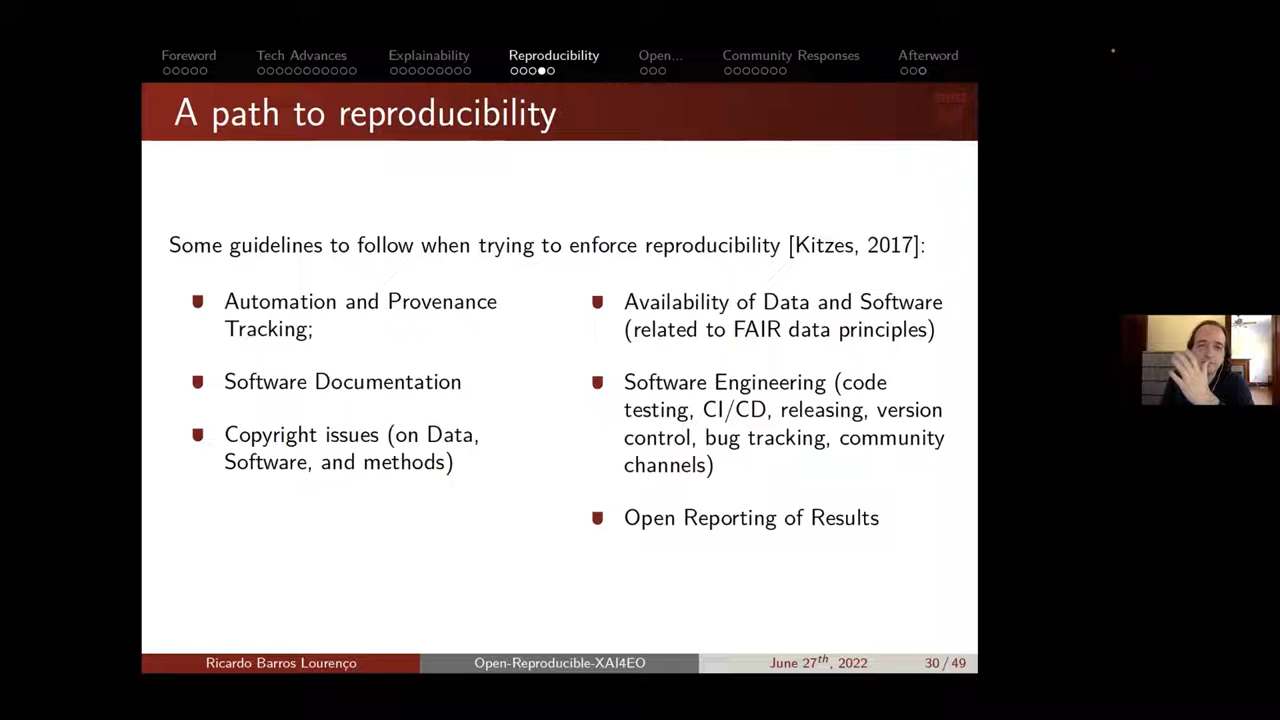 Foreword Tech Advances Explainability Reproducibility Open... Community Responses Afterword
A path to reproducibility
Some guidelines to follow when trying to enforce reproducibility [Kitzes, 2017]:
Automation and Provenance
Tracking;
Software Documentation
Copyright issues (on Data,
Software, and methods)
Availability of Data and Software
(related to FAIR data principles)
Software Engineering (code
testing, CI/CD, releasing, version
control, bug tracking, community
channels)
Open Reporting of Results
Ricardo Barros Lourenço Open-Reproducible-XAI4EO June 27th, 2022 30 / 49